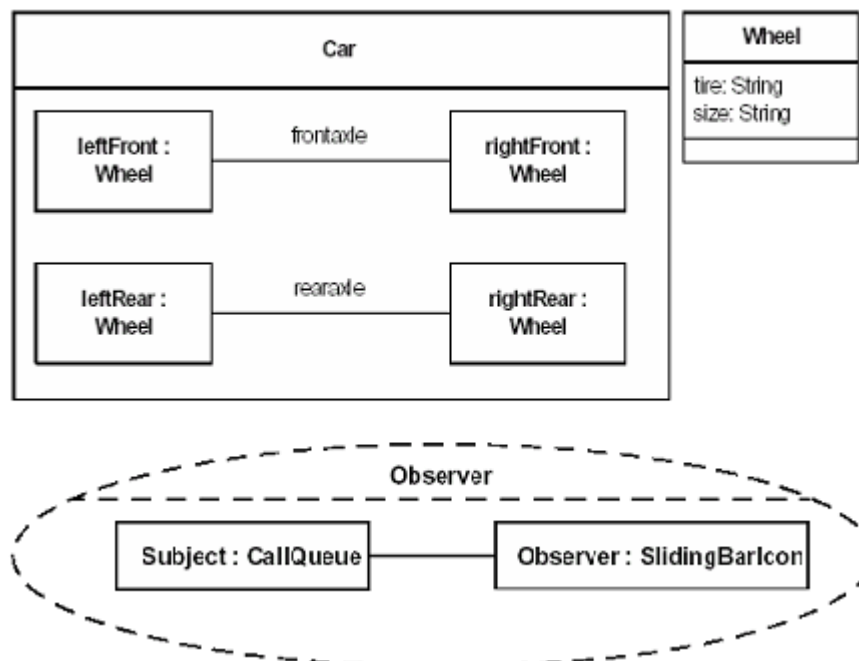 Car
Wheel
tire: String
size: String
leftFront :
Wheel
frontaxle
rightFront :
Wheel
leftRear :
Wheel
rearaxle
rightRear :
Wheel
Observer
Subject : CallQueue
Observer : SlidingBarIcon